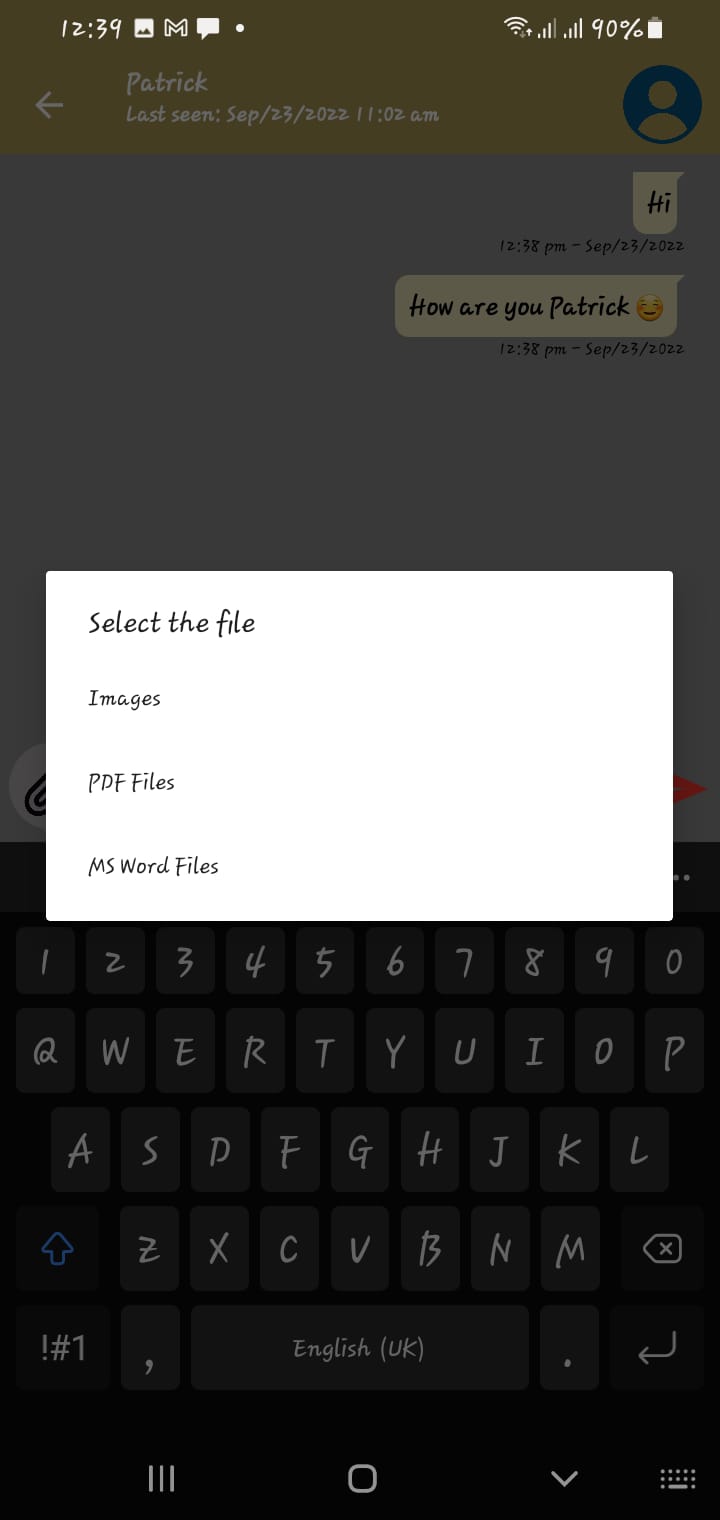 12:39
90%
Patrick
Last seen: Sep/23/2022 11:02 am
Hi
12:38 pm - Sep/23/2022
How are you Patrick 😊
12:38 pm - Sep/23/2022
Select the file
Images
PDF Files
MS Word Files
1 2 3 4 5 6 7 8 9 0
Q W E R T Y U I O P
A S D F G H J K L
Z X C V B N M
!#1 , English (UK) .